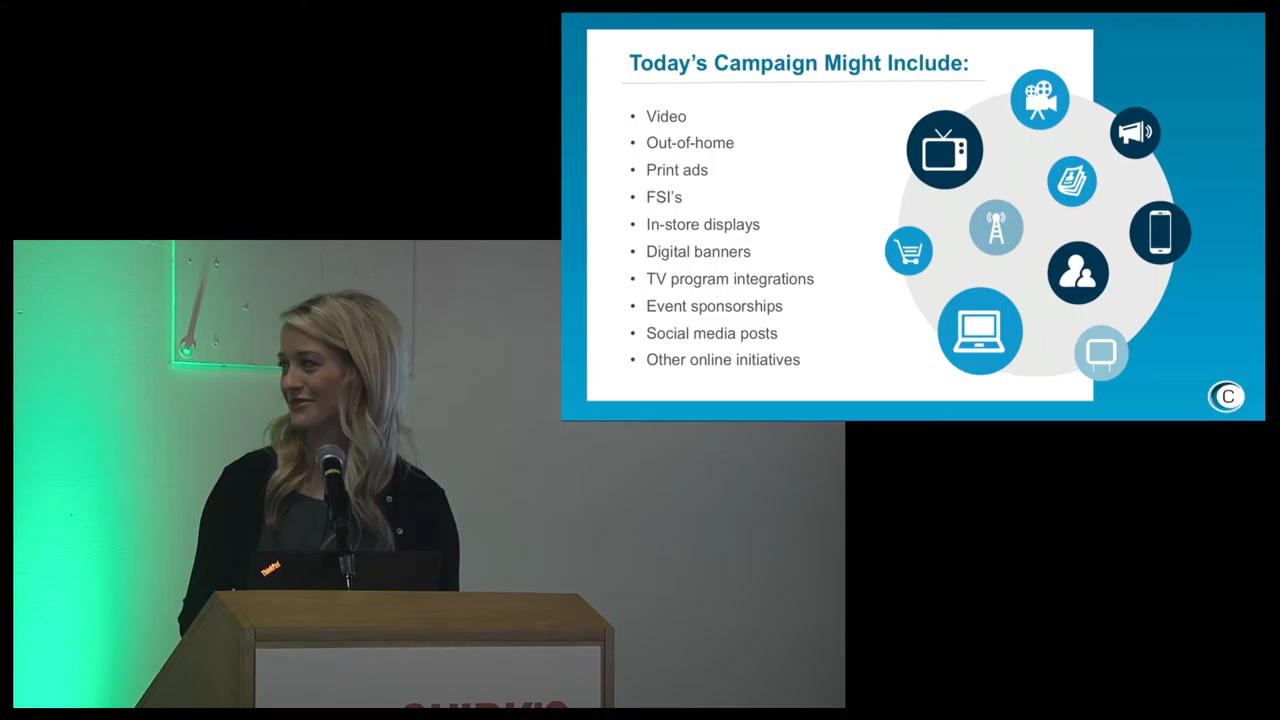 Today's Campaign Might Include:
• Video
• Out-of-home
• Print ads
• FSI's
• In-store displays
• Digital banners
• TV program integrations
• Event sponsorships
• Social media posts
• Other online initiatives
C
ThinkPad